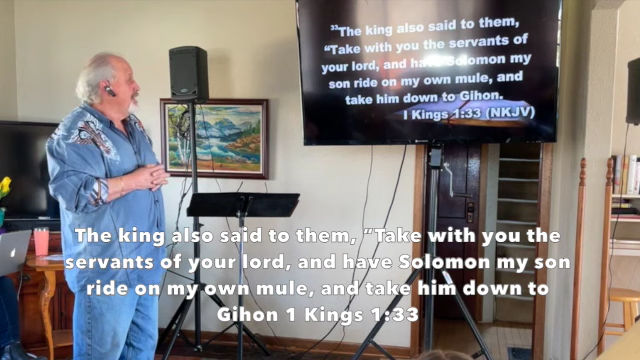 ³³The king also said to them,
“Take with you the servants of
your lord, and have Solomon my
son ride on my own mule, and
take him down to Gihon.
I Kings 1:33 (NKJV)
The king also said to them, “Take with you the
servants of your lord, and have Solomon my son
ride on my own mule, and take him down to
Gihon 1 Kings 1:33